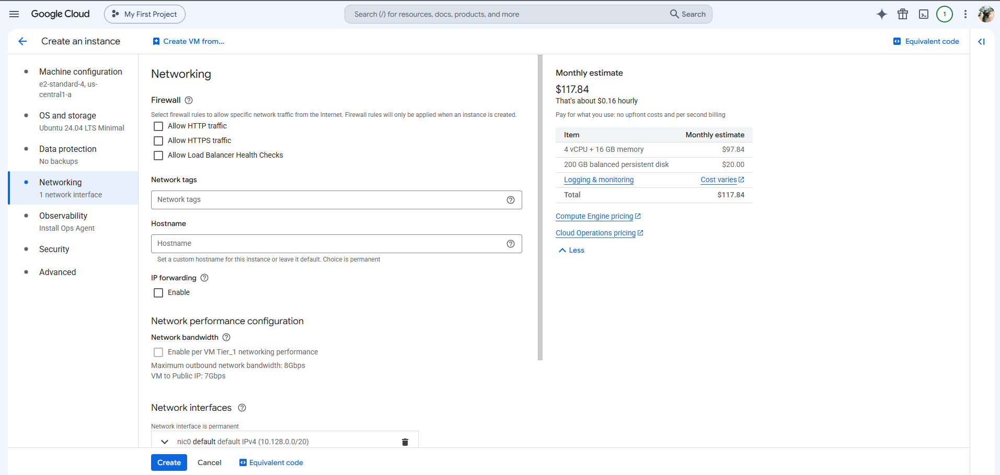 Google Cloud
My First Project
Search (/) for resources, docs, products, and more
Search
1
Create an instance
Create VM from...
Equivalent code
Machine configuration
e2-standard-4, us-
central1-a
OS and storage
Ubuntu 24.04 LTS Minimal
Data protection
No backups
Networking
1 network interface
Observability
Install Ops Agent
Security
Advanced
Networking
Firewall
Select firewall rules to allow specific network traffic from the Internet. Firewall rules will only be applied when an instance is created.
Allow HTTP traffic
Allow HTTPS traffic
Allow Load Balancer Health Checks
Network tags
Network tags
Hostname
Hostname
Set a custom hostname for this instance or leave it default. Choice is permanent
IP forwarding
Enable
Network performance configuration
Network bandwidth
Enable per VM Tier_1 networking performance
Maximum outbound network bandwidth: 8Gbps
VM to Public IP: 7Gbps
Network interfaces
Network interface is permanent
nic0 default default IPv4 (10.128.0.0/20)
Create
Cancel
Equivalent code
Monthly estimate
$117.84
That's about $0.16 hourly
Pay for what you use: no upfront costs and per second billing
Item Monthly estimate
4 vCPU + 16 GB memory $97.84
200 GB balanced persistent disk $20.00
Logging & monitoring Cost varies
Total $117.84
Compute Engine pricing
Cloud Operations pricing
Less